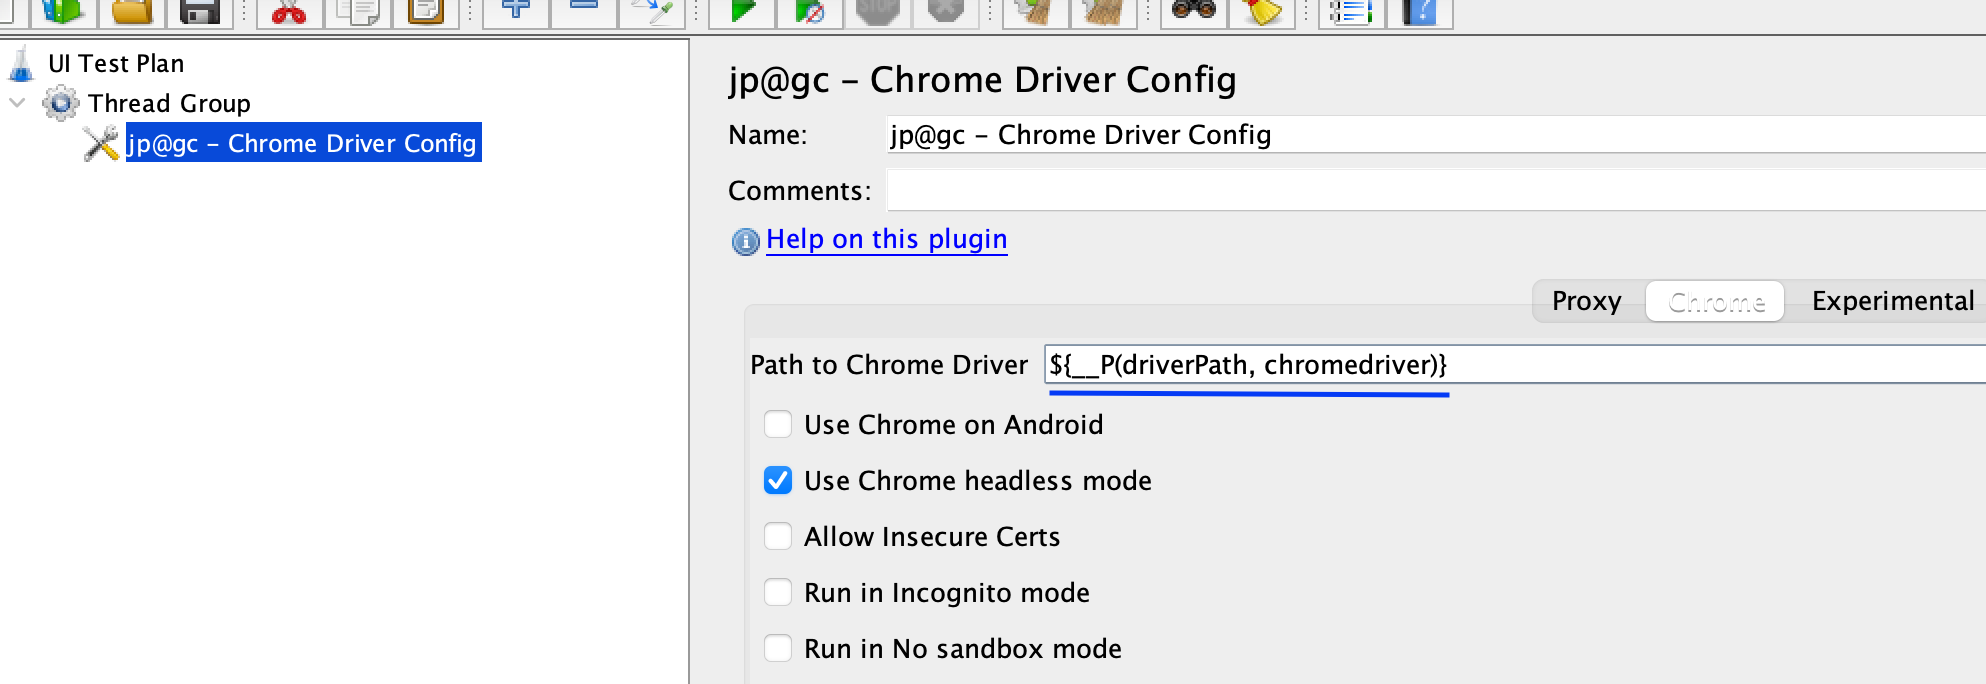 STOP
?
UI Test Plan
Thread Group
jp@gc - Chrome Driver Config
jp@gc - Chrome Driver Config
Name: jp@gc - Chrome Driver Config
Comments:
Help on this plugin
Proxy Chrome Experimental
Path to Chrome Driver ${__P(driverPath, chromedriver)}
Use Chrome on Android
Use Chrome headless mode
Allow Insecure Certs
Run in Incognito mode
Run in No sandbox mode